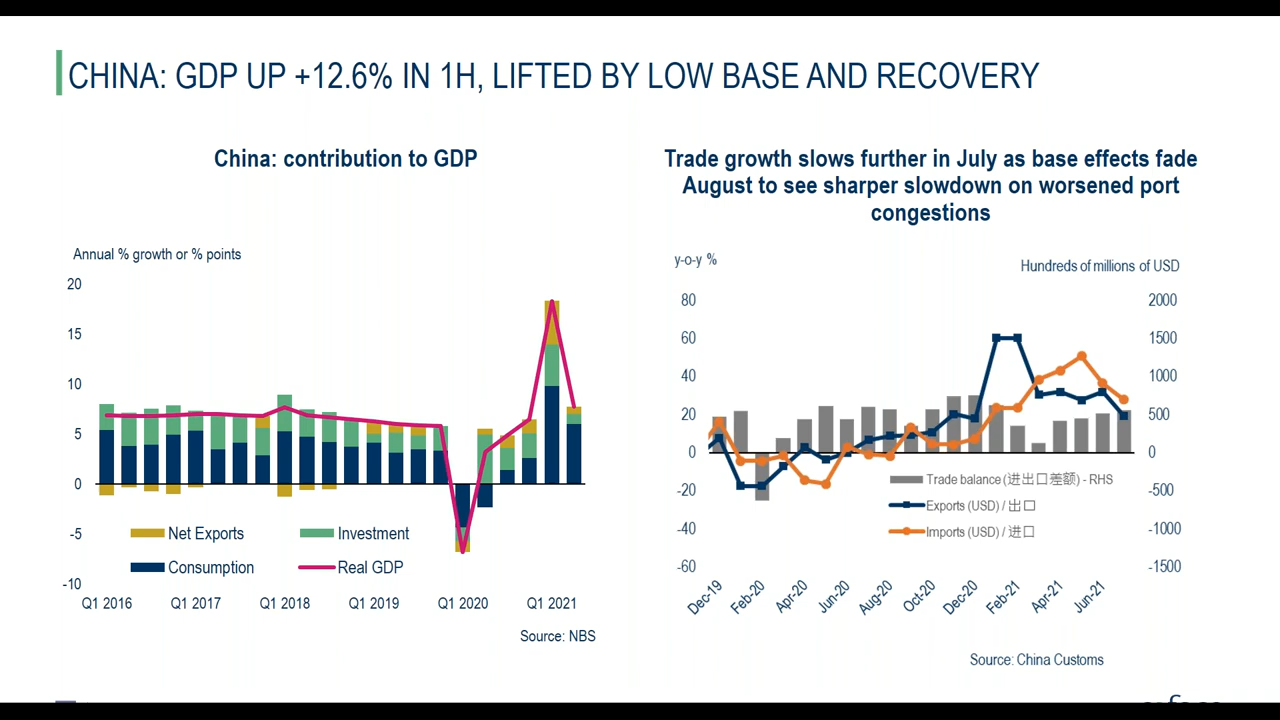 CHINA: GDP UP +12.6% IN 1H, LIFTED BY LOW BASE AND RECOVERY
China: contribution to GDP
Annual % growth or % points
20
15
10
5
0
-5
-10
Net Exports
Investment
Consumption
Real GDP
Q1 2016
Q1 2017
Q1 2018
Q1 2019
Q1 2020
Q1 2021
Source: NBS
Trade growth slows further in July as base effects fade
August to see sharper slowdown on worsened port
congestions
y-o-y %
Hundreds of millions of USD
80
60
40
20
0
-20
-40
-60
2000
1500
1000
500
0
-500
-1000
-1500
Trade balance (进出口差额) - RHS
Exports (USD) / 出口
Imports (USD) / 进口
Dec-19
Feb-20
Apr-20
Jun-20
Aug-20
Oct-20
Dec-20
Feb-21
Apr-21
Jun-21
Source: China Customs